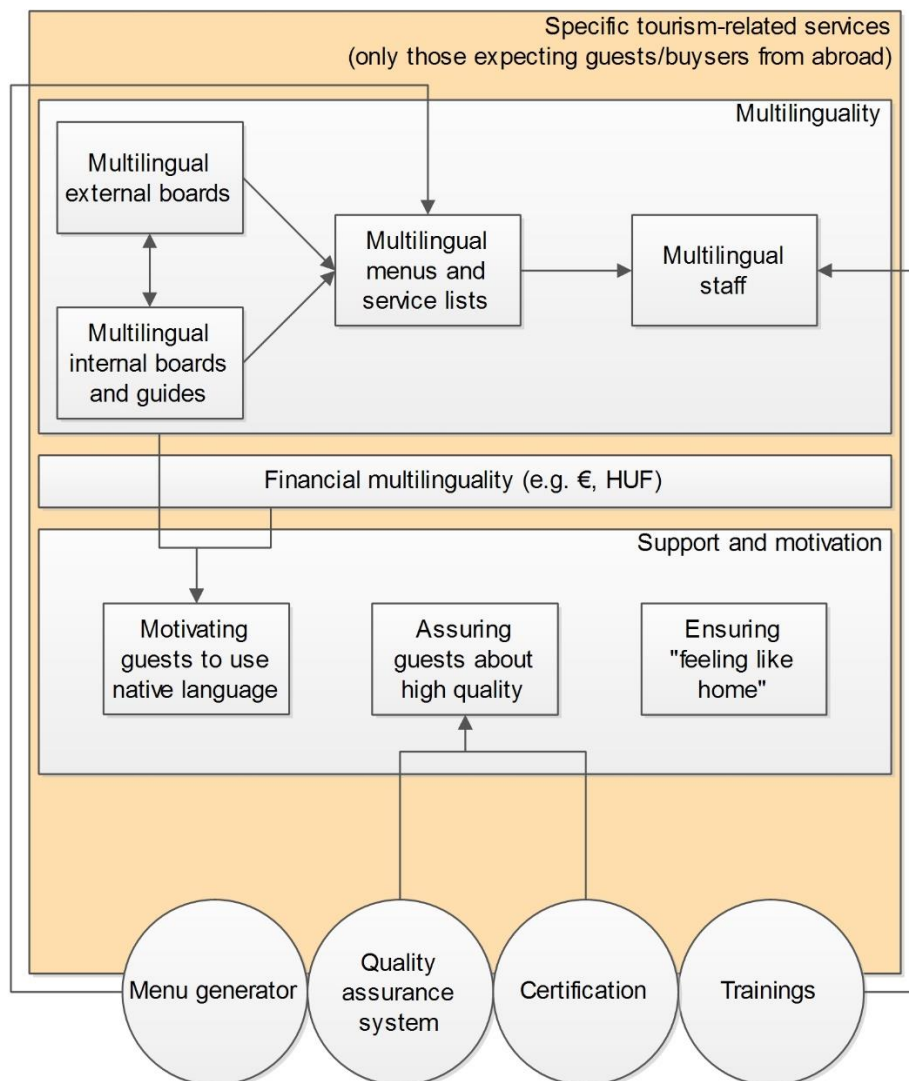 Specific tourism-related services
(only those expecting guests/buysers from abroad)
Multilinguality
Multilingual
external boards
Multilingual
internal boards
and guides
Multilingual
menus and
service lists
Multilingual
staff
Financial multilinguality (e.g. €, HUF)
Support and motivation
Motivating
guests to use
native language
Assuring
guests about
high quality
Ensuring
"feeling like
home"
Menu generator
Quality
assurance
system
Certification
Trainings